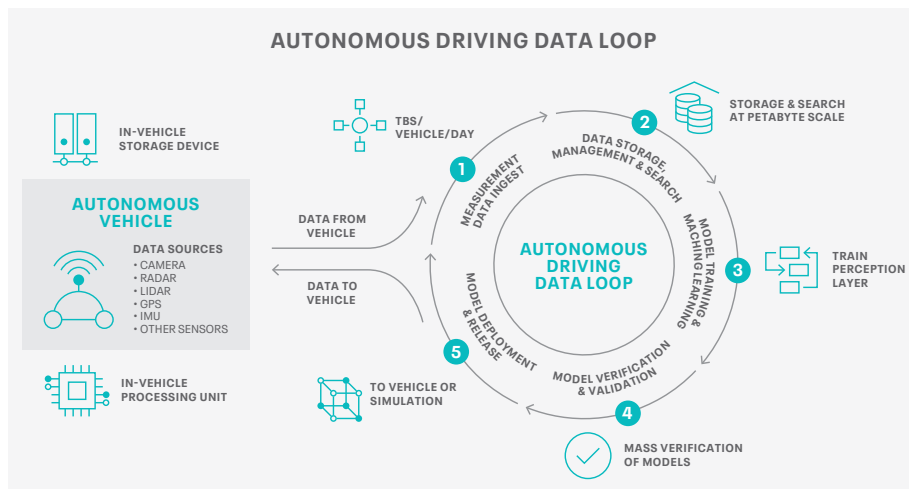 AUTONOMOUS DRIVING DATA LOOP
IN-VEHICLE
STORAGE DEVICE
AUTONOMOUS
VEHICLE
DATA SOURCES
• CAMERA
• RADAR
• LIDAR
• GPS
• IMU
• OTHER SENSORS
IN-VEHICLE
PROCESSING UNIT
DATA FROM
VEHICLE
DATA TO
VEHICLE
TBS/
VEHICLE/DAY
1
MEASUREMENT
DATA INGEST
2
DATA STORAGE,
MANAGEMENT & SEARCH
STORAGE & SEARCH
AT PETABYTE SCALE
3
MODEL TRAINING &
MACHING LEARNING
TRAIN
PERCEPTION
LAYER
4
MODEL VERIFICATION
& VALIDATION
MASS VERIFICATION
OF MODELS
5
MODEL DEPLOYMENT
& RELEASE
TO VEHICLE OR
SIMULATION
AUTONOMOUS
DRIVING
DATA LOOP